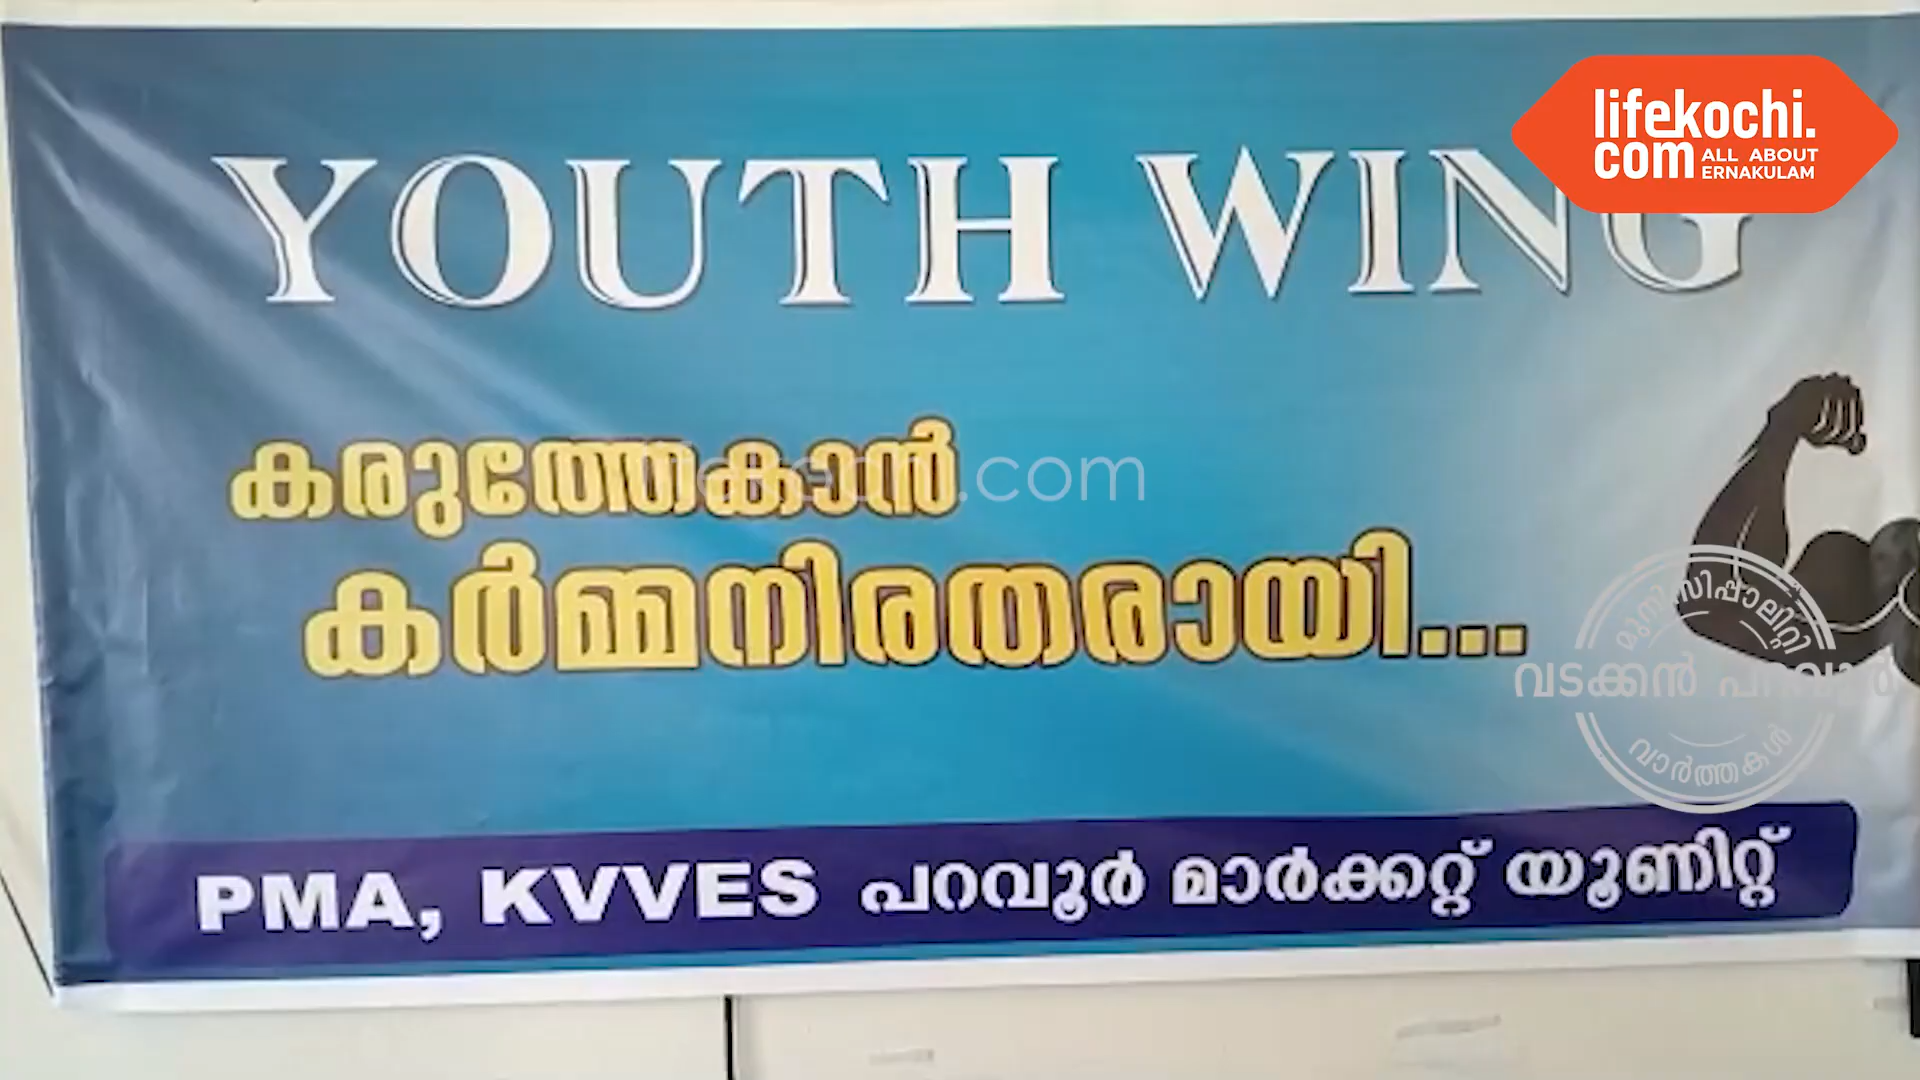 YOUTH WING
lifekochi.
com ALL ABOUT
ERNAKULAM
കരുത്തേകാൻ
കർമ്മനിരതരായി...
മുനിസിപ്പാലിറ്റി
വടക്കൻ പറവൂർ
വാർത്തകൾ
PMA, KVVES പറവൂർ മാർക്കറ്റ് യൂണിറ്റ്